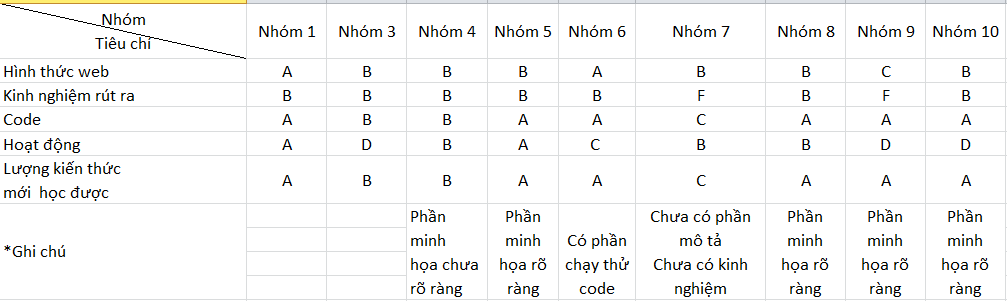 Nhóm
Tiêu chí
Nhóm 1 Nhóm 3 Nhóm 4 Nhóm 5 Nhóm 6 Nhóm 7 Nhóm 8 Nhóm 9 Nhóm 10
Hình thức web A B B B A B B C B
Kinh nghiệm rút ra B B B B B F B F B
Code A B B A A C A A A
Hoạt động A D B A C B B D D
Lượng kiến thức
mới học được A B B A A C A A A
*Ghi chú
Phần
minh
họa chưa
rõ ràng
Phần
minh
họa rõ
ràng
Có phần
chạy thử
code
Chưa có phần
mô tả
Chưa có kinh
nghiệm
Phần
minh
họa rõ
ràng
Phần
minh
họa rõ
ràng
Phần
minh
họa rõ
ràng